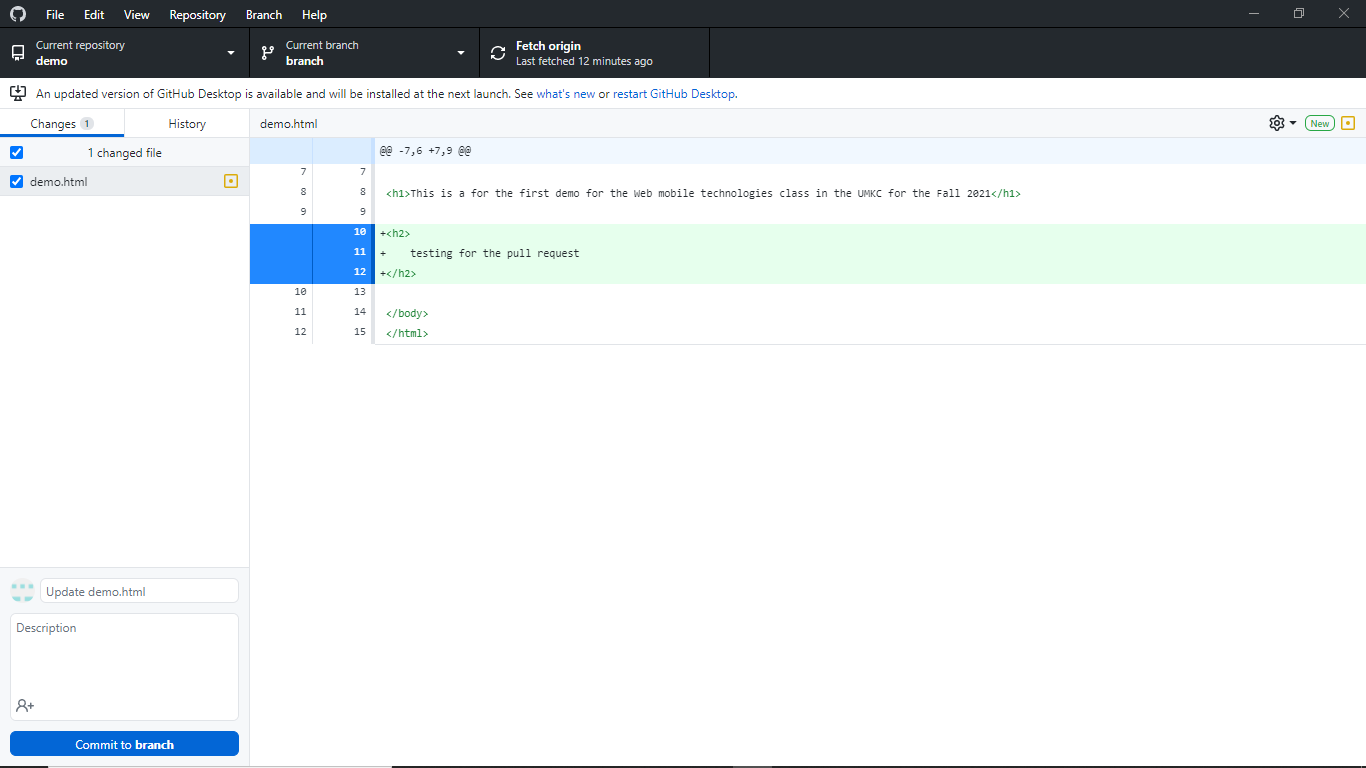 File Edit View Repository Branch Help
Current repository
demo
Current branch
branch
Fetch origin
Last fetched 12 minutes ago
An updated version of GitHub Desktop is available and will be installed at the next launch. See what's new or restart GitHub Desktop.
Changes 1 History
demo.html New
1 changed file
demo.html
@@ -7,6 +7,9 @@
7 7
8 8 <h1>This is a for the first demo for the Web mobile technologies class in the UMKC for the Fall 2021</h1>
9 9
10 +<h2>
11 + testing for the pull request
12 +</h2>
10 13
11 14 </body>
12 15 </html>
Update demo.html
Description
Commit to branch